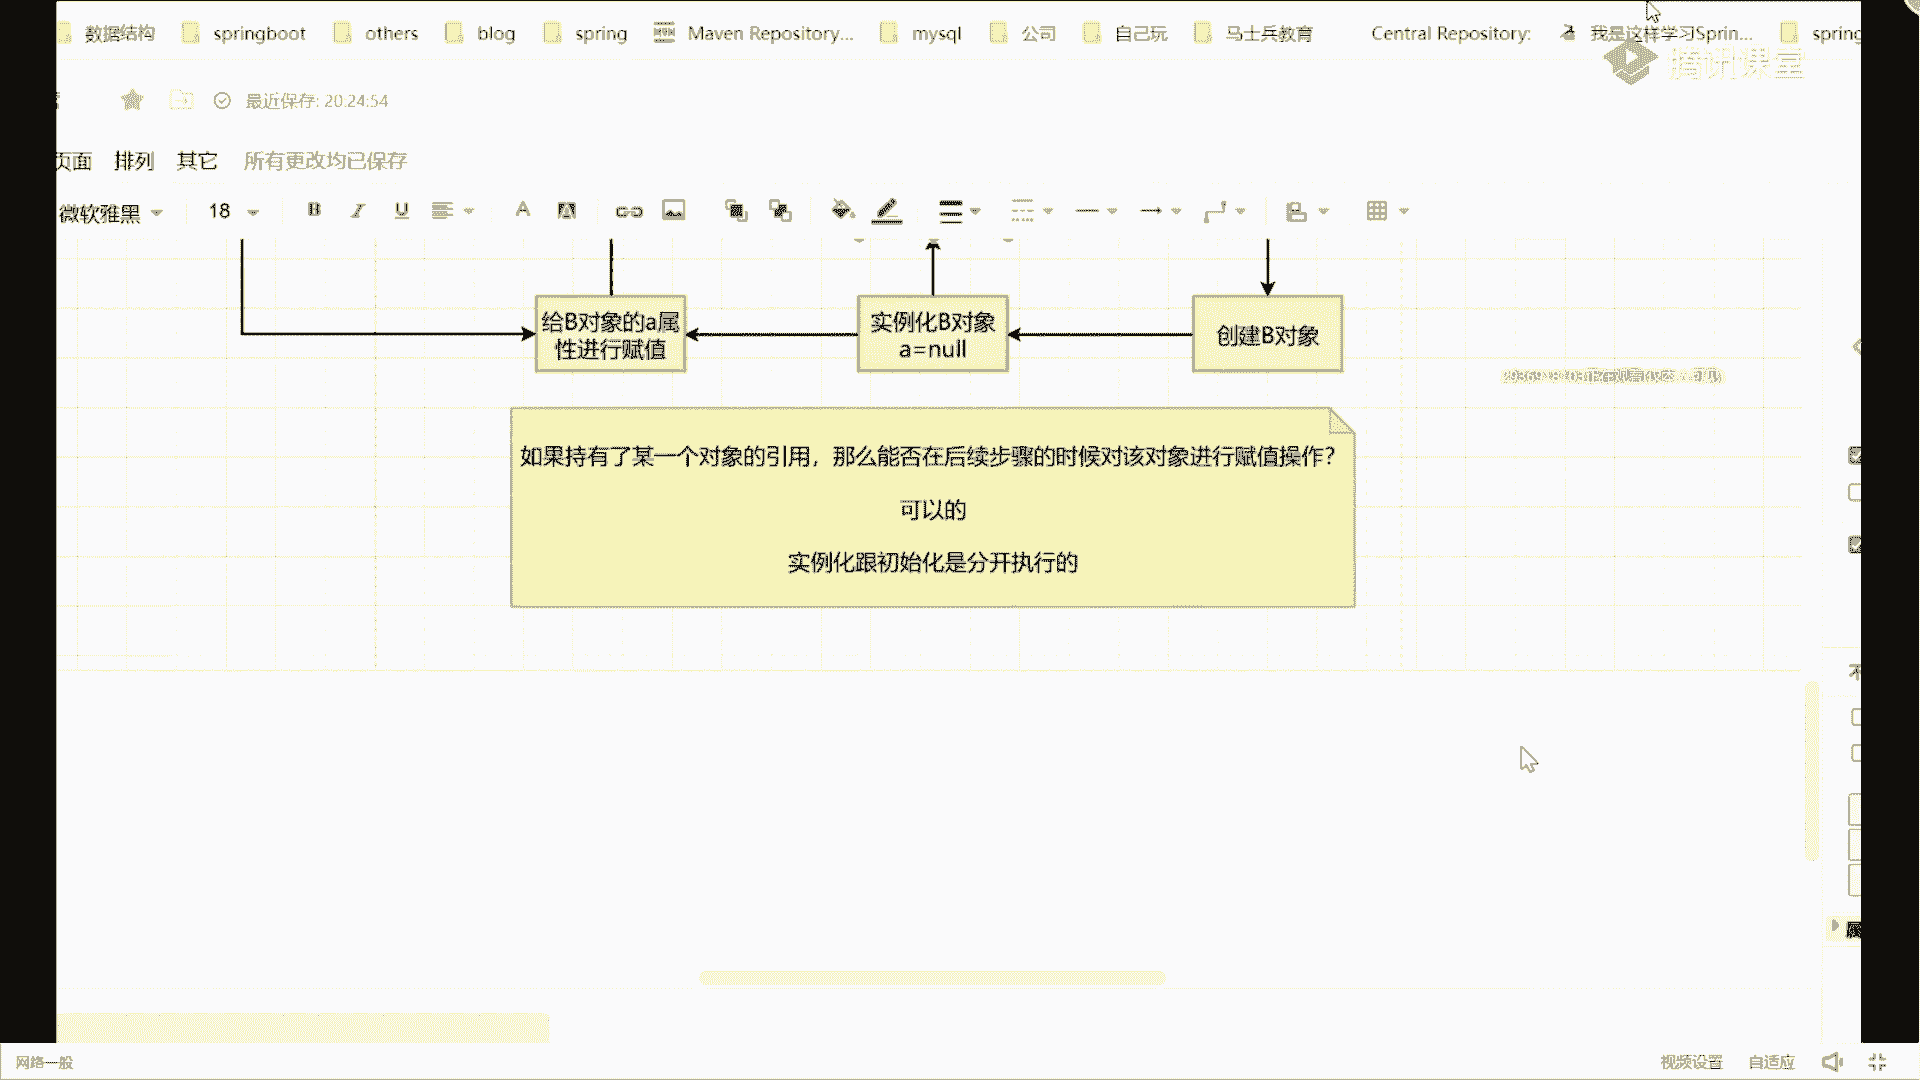 数据结构 springboot others blog spring Maven Repository... mysql 公司 自己玩 马士兵教育 Central Repository: 我是这样学习Sprin... spring
腾讯课堂
最近保存: 20:24:54
页面 排列 其它 所有更改均已保存
微软雅黑 18 B I U A A
给B对象的a属
性进行赋值
实例化B对象
a=null
创建B对象
如果持有了某一个对象的引用，那么能否在后续步骤的时候对该对象进行赋值操作？
可以的
实例化跟初始化是分开执行的
网络一般 视频设置 自适应